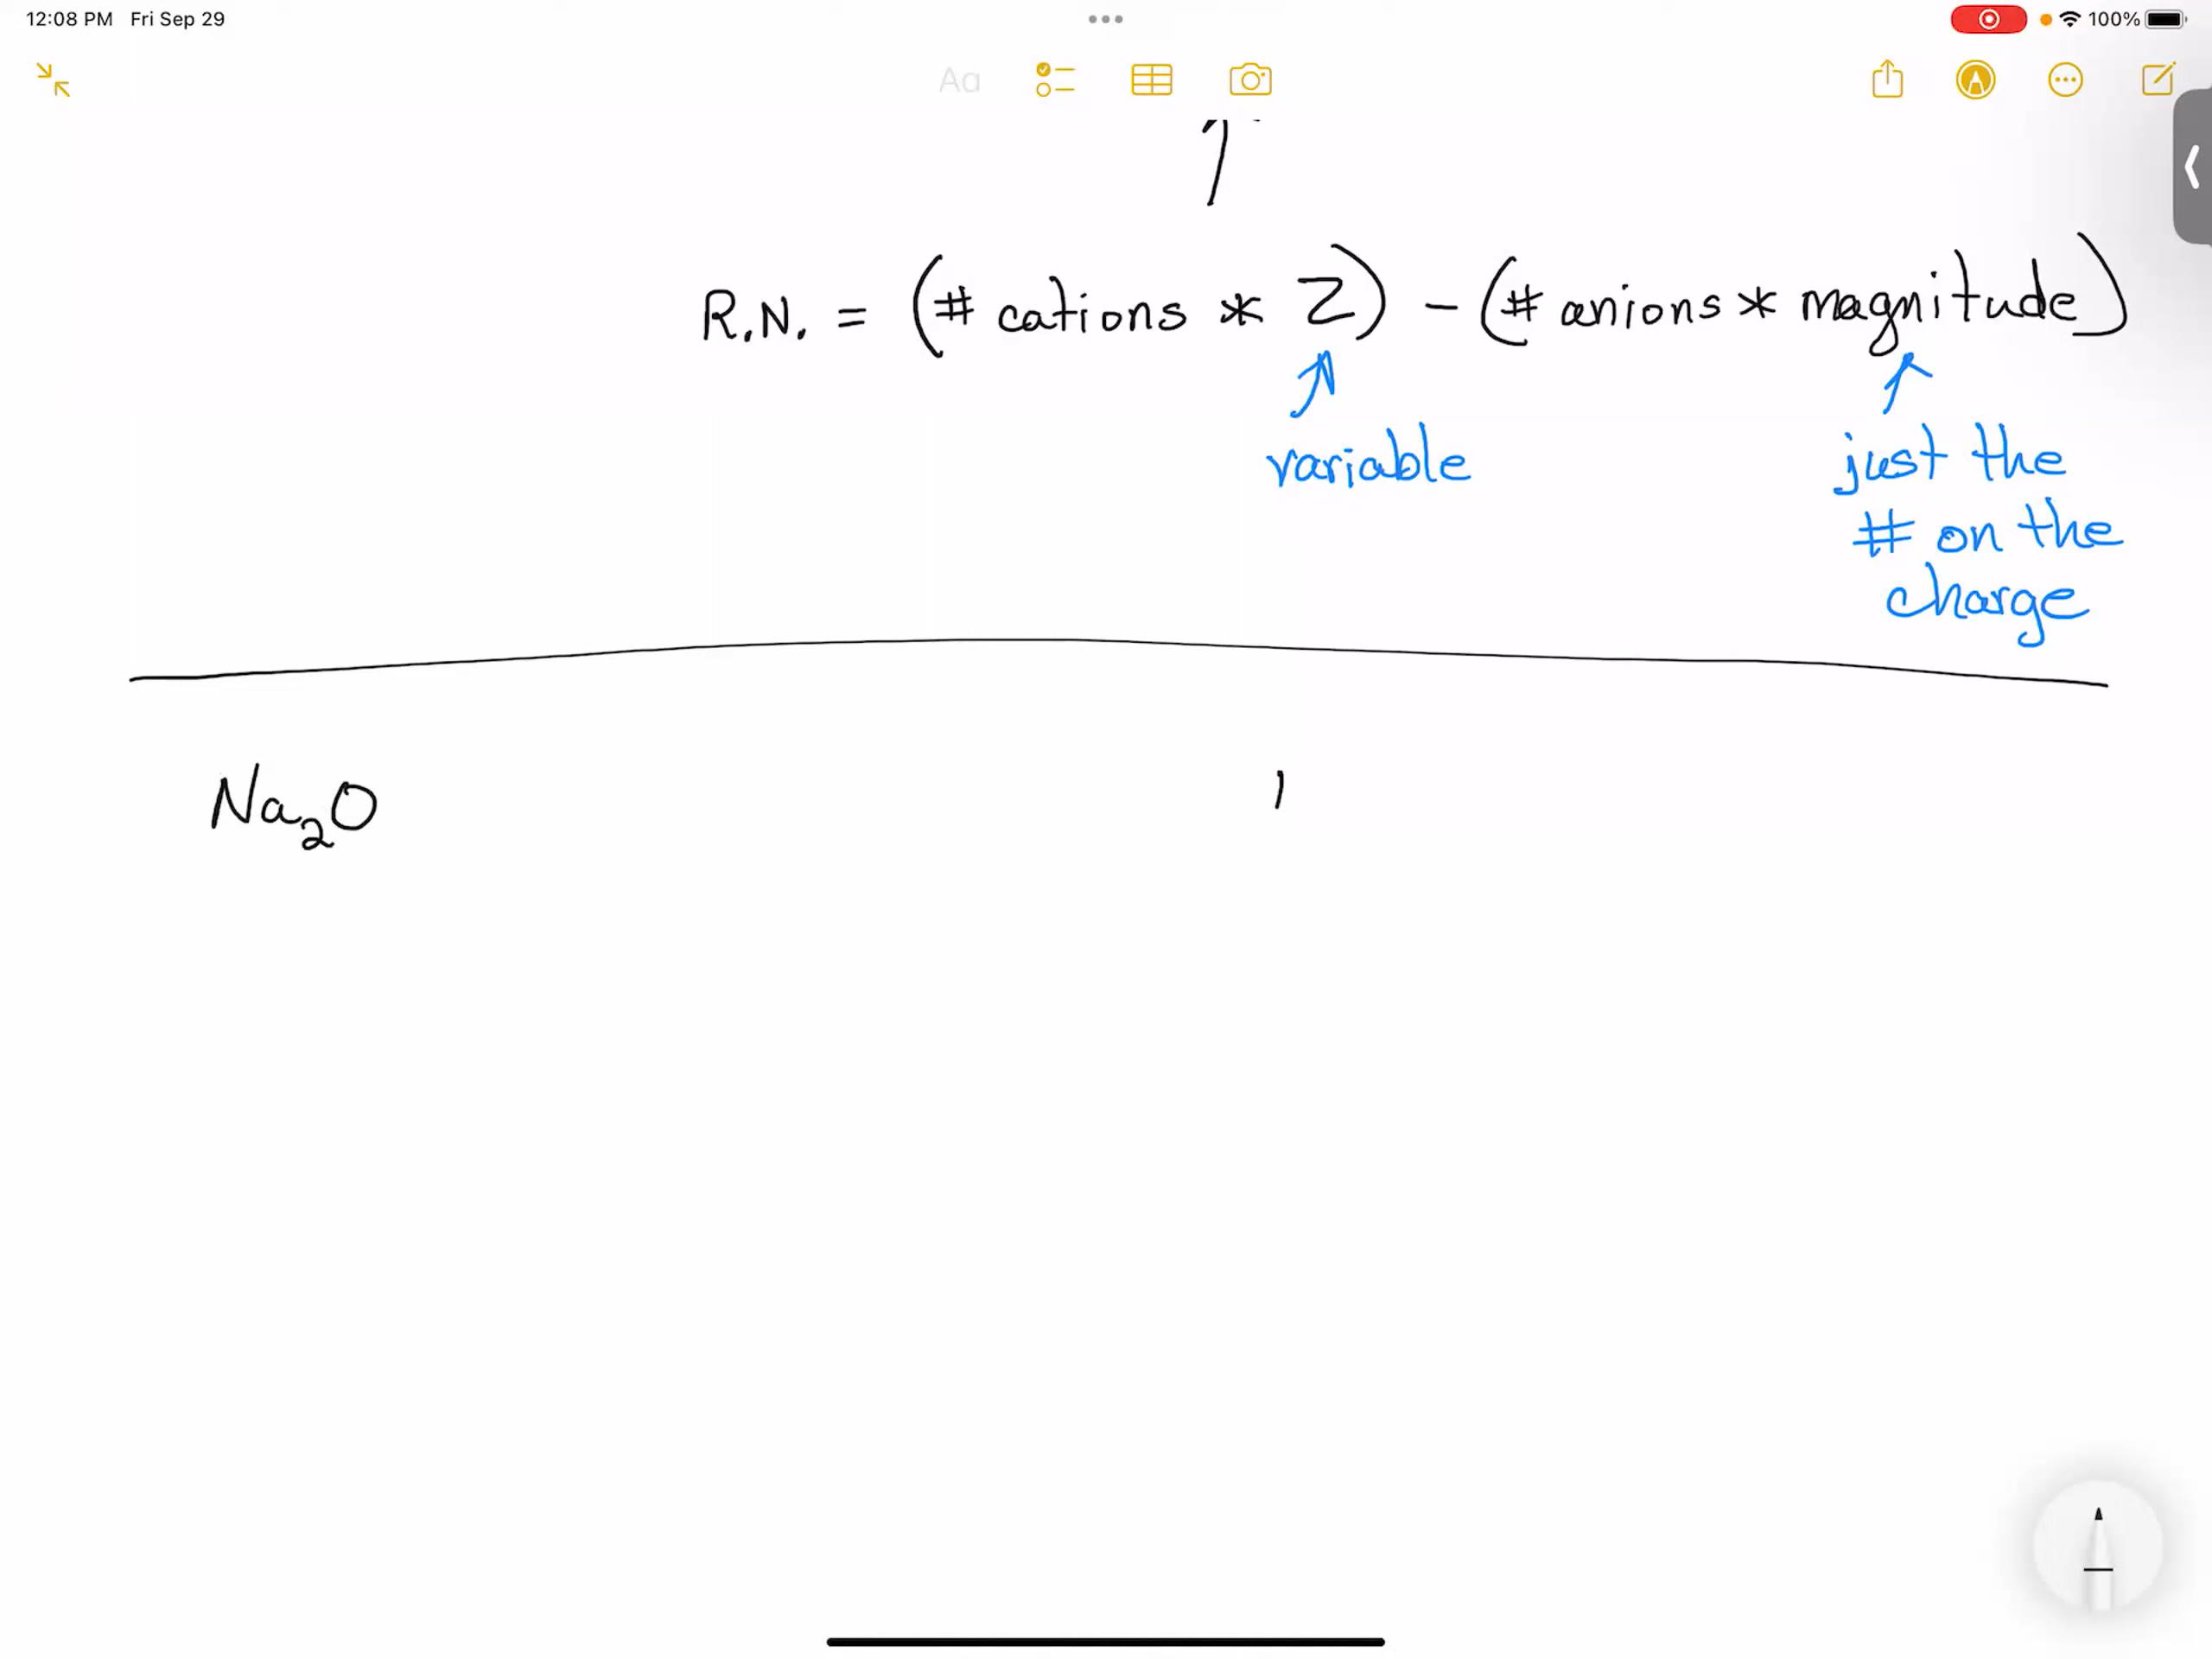 12:08 PM Fri Sep 29
100%
Aa
R.N. = (# cations * Z) - (# anions * magnitude)
variable
just the
# on the
charge
Na₂O